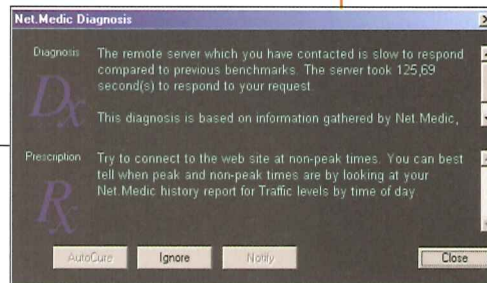 Net.Medic Diagnosis
Diagnosis
Dx
The remote server which you have contacted is slow to respond
compared to previous benchmarks. The server took 125,69
second(s) to respond to your request.
This diagnosis is based on information gathered by Net.Medic,
Prescription
Rx
Try to connect to the web site at non-peak times. You can best
tell when peak and non-peak times are by looking at your
Net.Medic history report for Traffic levels by time of day.
AutoCure
Ignore
Notify
Close